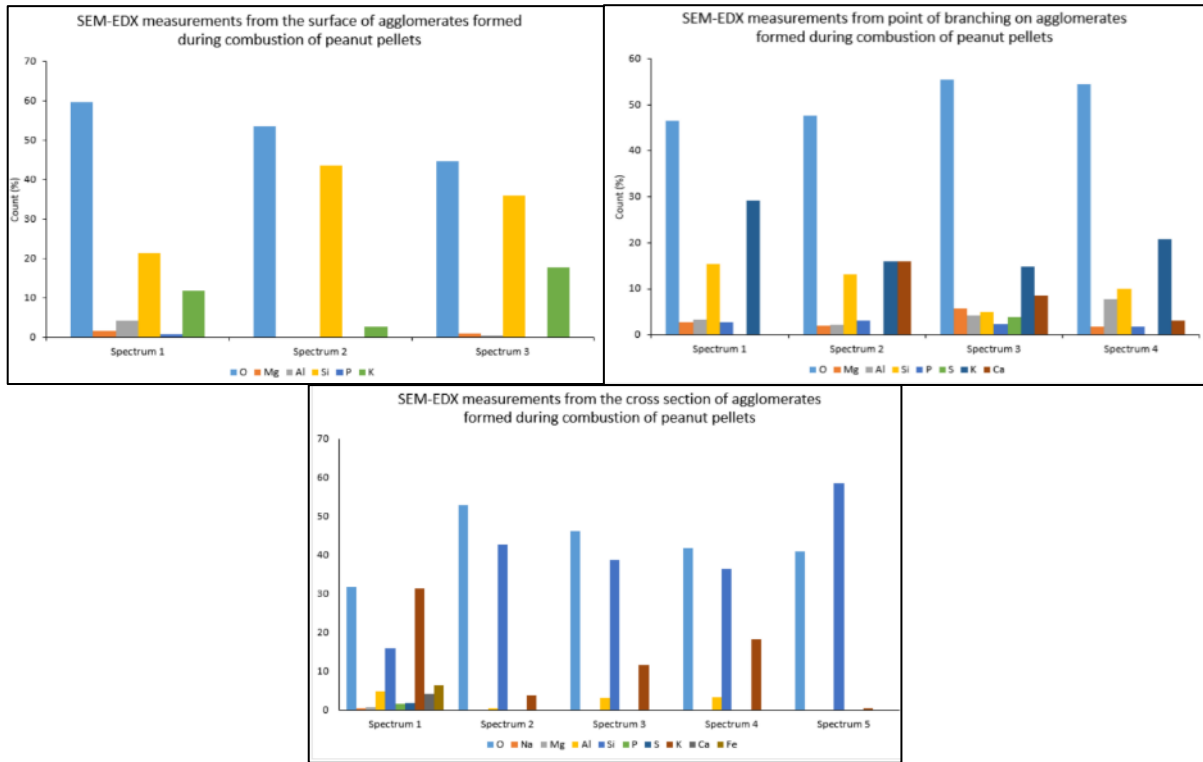 SEM-EDX measurements from the surface of agglomerates formed
during combustion of peanut pellets
70
60
50
40
30
20
10
0
Count (%)
Spectrum 1 Spectrum 2 Spectrum 3
O Mg Al Si P K
SEM-EDX measurements from point of branching on agglomerates
formed during combustion of peanut pellets
60
50
40
30
20
10
0
Count (%)
Spectrum 1 Spectrum 2 Spectrum 3 Spectrum 4
O Mg Al Si P S K Ca
SEM-EDX measurements from the cross section of agglomerates
formed during combustion of peanut pellets
70
60
50
40
30
20
10
0
Spectrum 1 Spectrum 2 Spectrum 3 Spectrum 4 Spectrum 5
O Na Mg Al Si P S K Ca Fe